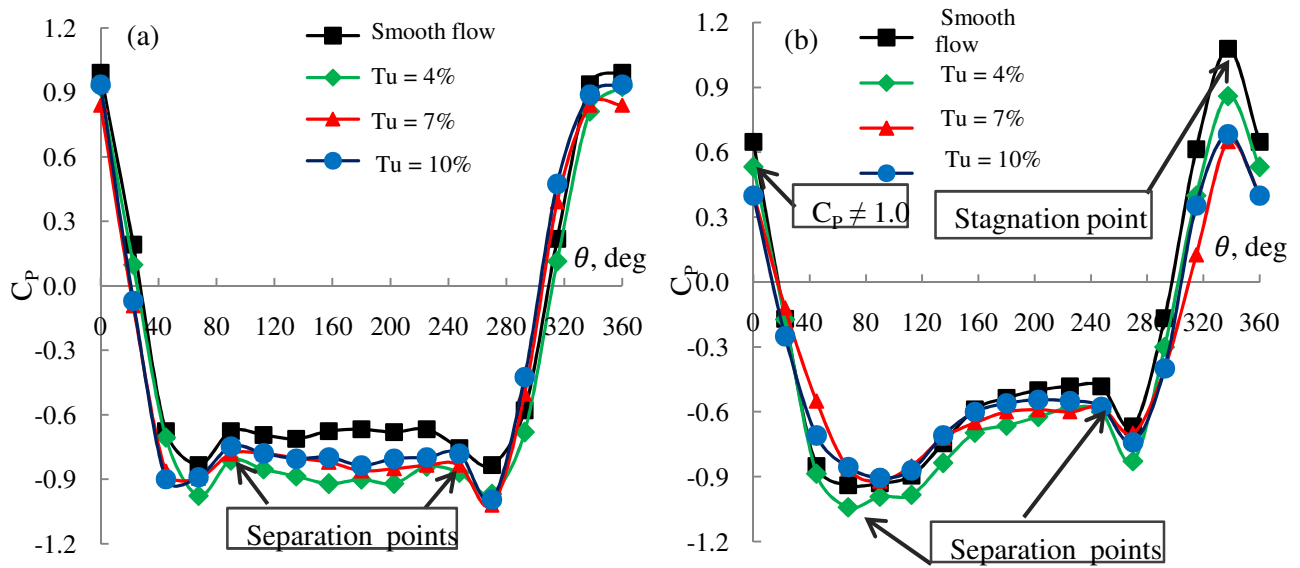 (a)
Smooth flow
Tu = 4%
Tu = 7%
Tu = 10%
1.2
0.9
0.6
0.3
0.0
-0.3
-0.6
-0.9
-1.2
C_P
0 40 80 120 160 200 240 280 320 360
θ, deg
Separation points
(b)
Smooth
flow
Tu = 4%
Tu = 7%
Tu = 10%
1.2
0.9
0.6
0.3
0.0
-0.3
-0.6
-0.9
-1.2
C_P
C_P ≠ 1.0
Stagnation point
θ, deg
0 40 80 120 160 200 240 280 320 360
Separation points